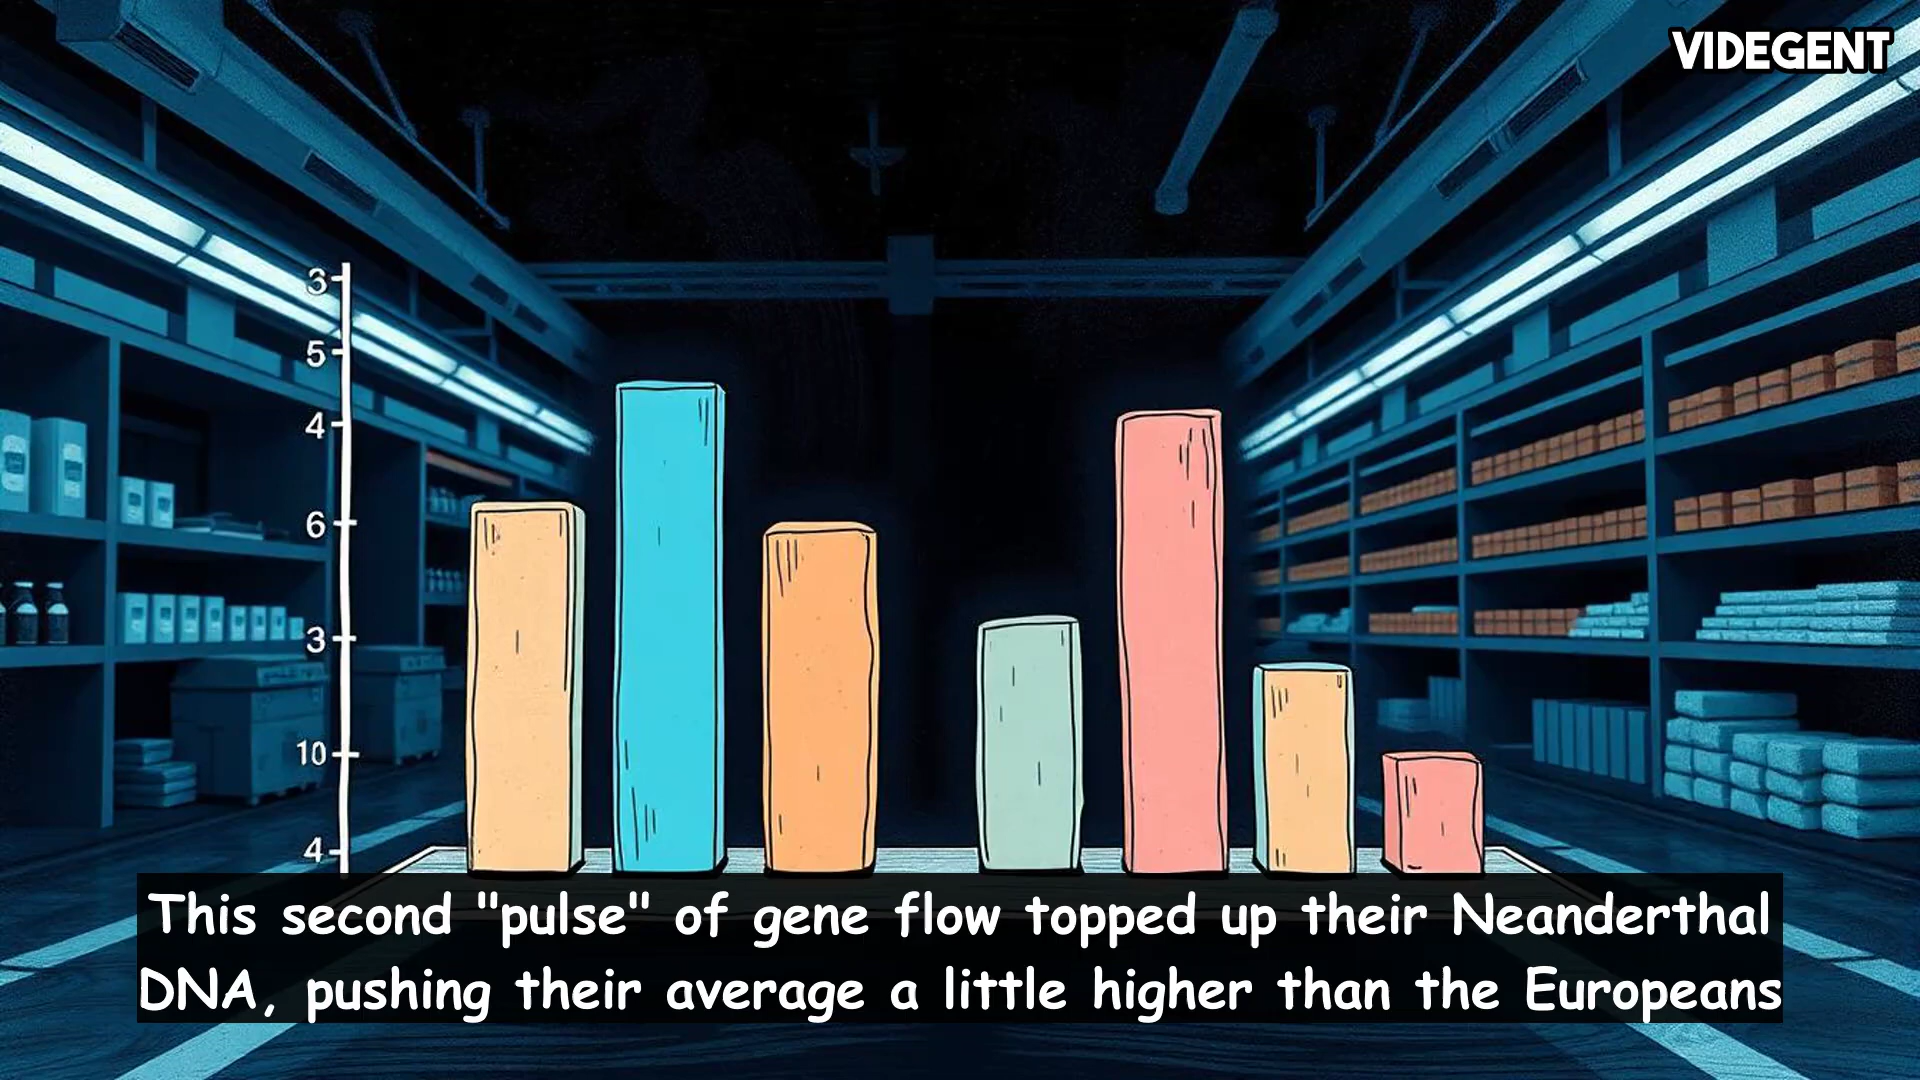 VIDEGENT
3
5
4
6
3
10
4
This second "pulse" of gene flow topped up their Neanderthal
DNA, pushing their average a little higher than the Europeans